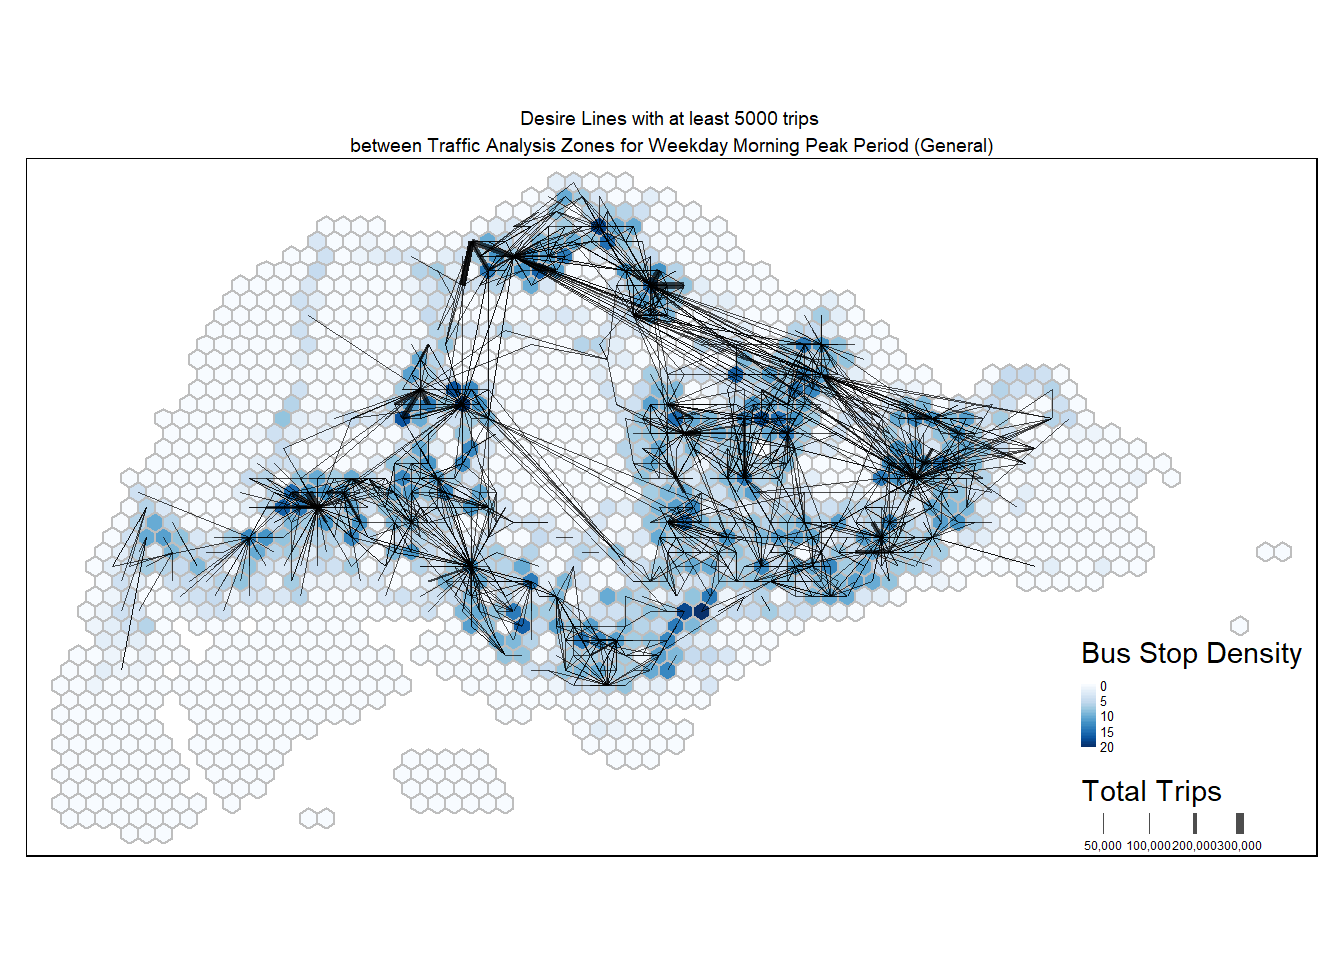 Desire Lines with at least 5000 trips
between Traffic Analysis Zones for Weekday Morning Peak Period (General)
Bus Stop Density
0
5
10
15
20
Total Trips
50,000 100,000 200,000 300,000